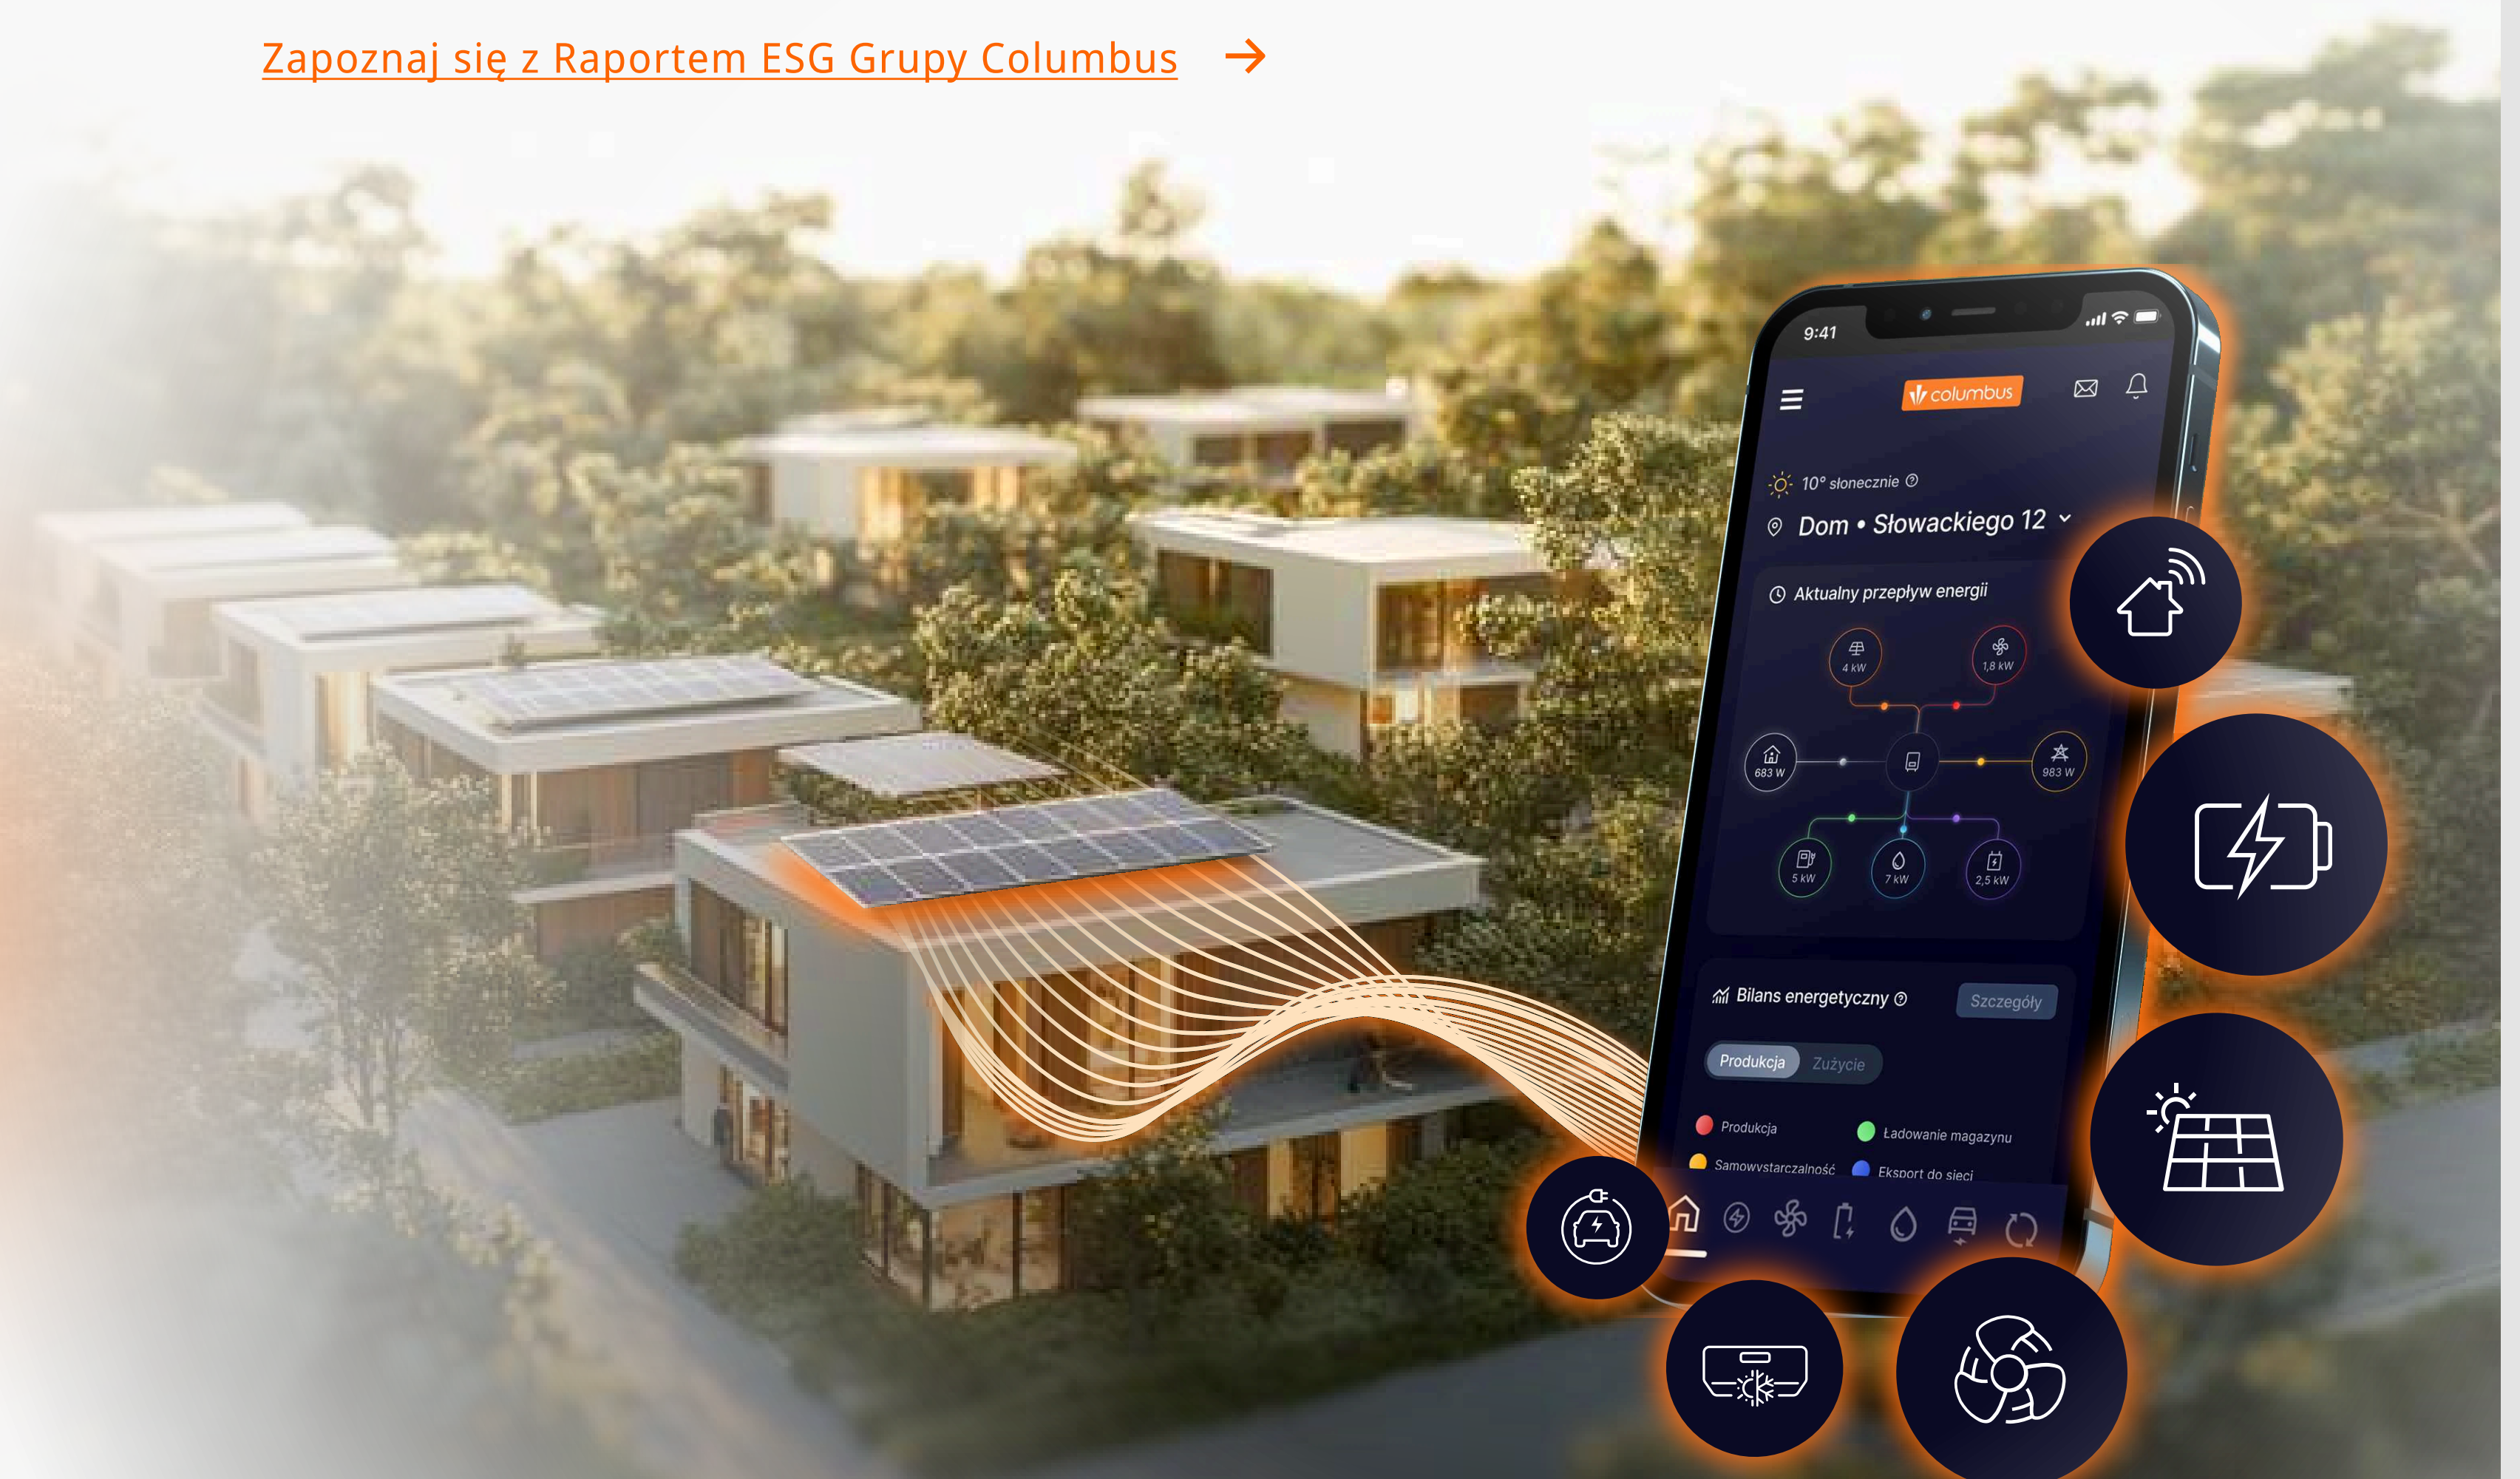 Zapoznaj się z Raportem ESG Grupy Columbus →
9:41
columbus
10° słonecznie
Dom • Słowackiego 12
Aktualny przepływ energii
4 kW
1,8 kW
683 W
983 W
5 kW
7 kW
2,5 kW
Bilans energetyczny
Szczegóły
Produkcja Zużycie
Produkcja
Ładowanie magazynu
Samowystarczalność
Eksport do sieci